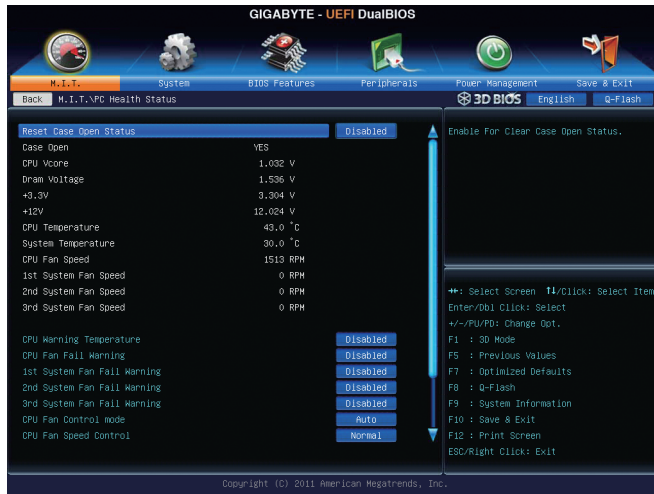 GIGABYTE - UEFI DualBIOS
M.I.T. System BIOS Features Peripherals Power Management Save & Exit
Back M.I.T.\PC Health Status 3D BIOS English Q-Flash
Reset Case Open Status Disabled
Case Open YES
CPU Vcore 1.032 V
Dram Voltage 1.536 V
+3.3V 3.304 V
+12V 12.024 V
CPU Temperature 43.0 °C
System Temperature 30.0 °C
CPU Fan Speed 1513 RPM
1st System Fan Speed 0 RPM
2nd System Fan Speed 0 RPM
3rd System Fan Speed 0 RPM
CPU Warning Temperature Disabled
CPU Fan Fail Warning Disabled
1st System Fan Fail Warning Disabled
2nd System Fan Fail Warning Disabled
3rd System Fan Fail Warning Disabled
CPU Fan Control mode Auto
CPU Fan Speed Control Normal
Enable For Clear Case Open Status.
→←: Select Screen ↑↓/Click: Select Item
Enter/Dbl Click: Select
+/-/PU/PD: Change Opt.
F1 : 3D Mode
F5 : Previous Values
F7 : Optimized Defaults
F8 : Q-Flash
F9 : System Information
F10 : Save & Exit
F12 : Print Screen
ESC/Right Click: Exit
Copyright (C) 2011 American Megatrends, Inc.